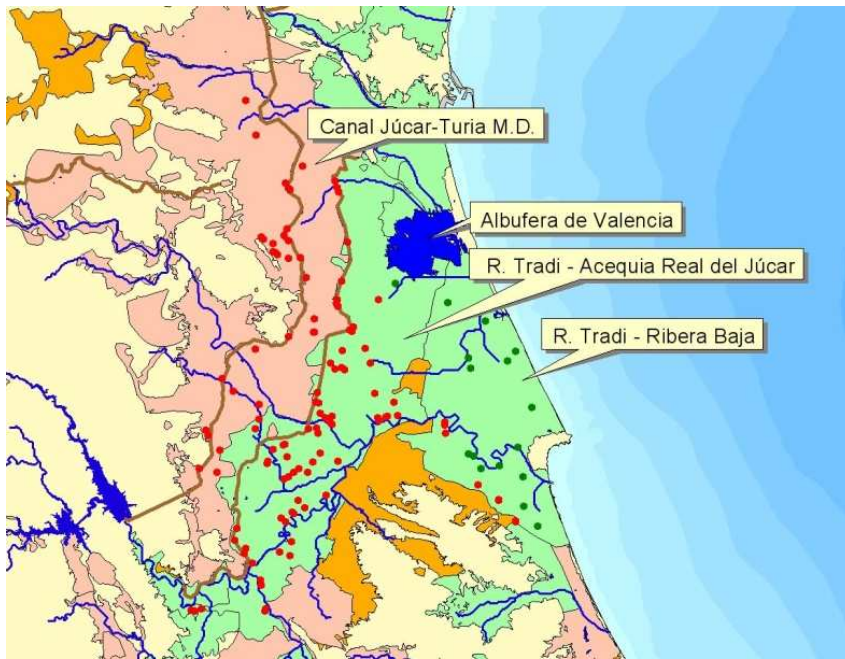 Canal Júcar-Turia M.D.
Albufera de Valencia
R. Tradi - Acequia Real del Júcar
R. Tradi - Ribera Baja